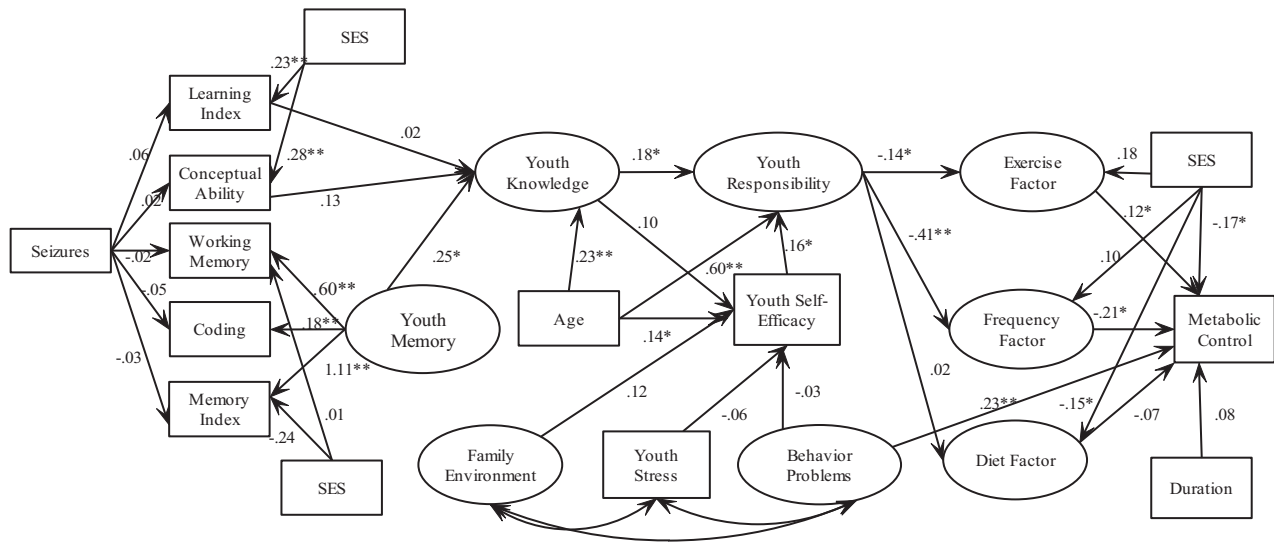 SES
.23**
Learning
Index
.02
.06
.28**
Conceptual
Ability
.13
.02
Seizures
Working
Memory
-.02
-.05
Coding
-.03
Memory
Index
.60**
.18**
1.11**
Youth
Memory
.25*
.01
-.24
SES
Youth
Knowledge
.18*
Youth
Responsibility
-.14*
Exercise
Factor
.18
SES
.23**
.10
.60**
.16*
Age
.14*
Youth Self-
Efficacy
-.41**
.10
.12*
-.17*
Frequency
Factor
-.21*
Metabolic
Control
.02
.12
-.06
-.03
.23**
-.15*
-.07
.08
Family
Environment
Youth
Stress
Behavior
Problems
Diet Factor
Duration